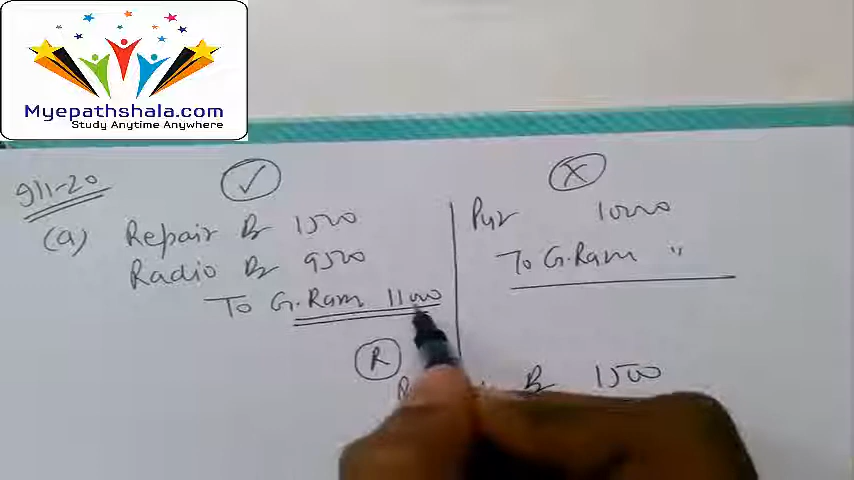 Myepathshala.com
Study Anytime Anywhere
911-20
(a) Repair Dr 1500
Radio Dr 9500
To G.Ram 11000
R
X
Pur 10000
To G.Ram "
Dr 1500